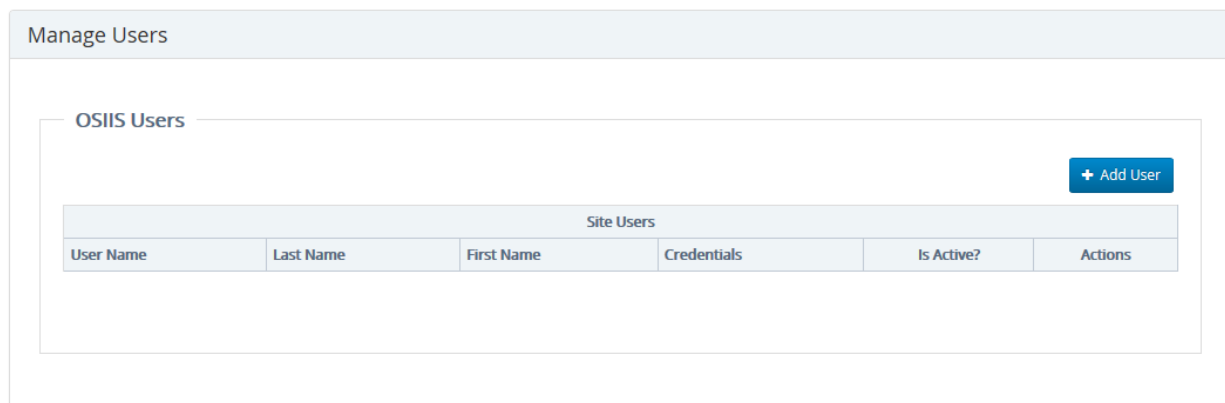 Manage Users
OSIIS Users
+ Add User
Site Users
User Name Last Name First Name Credentials Is Active? Actions